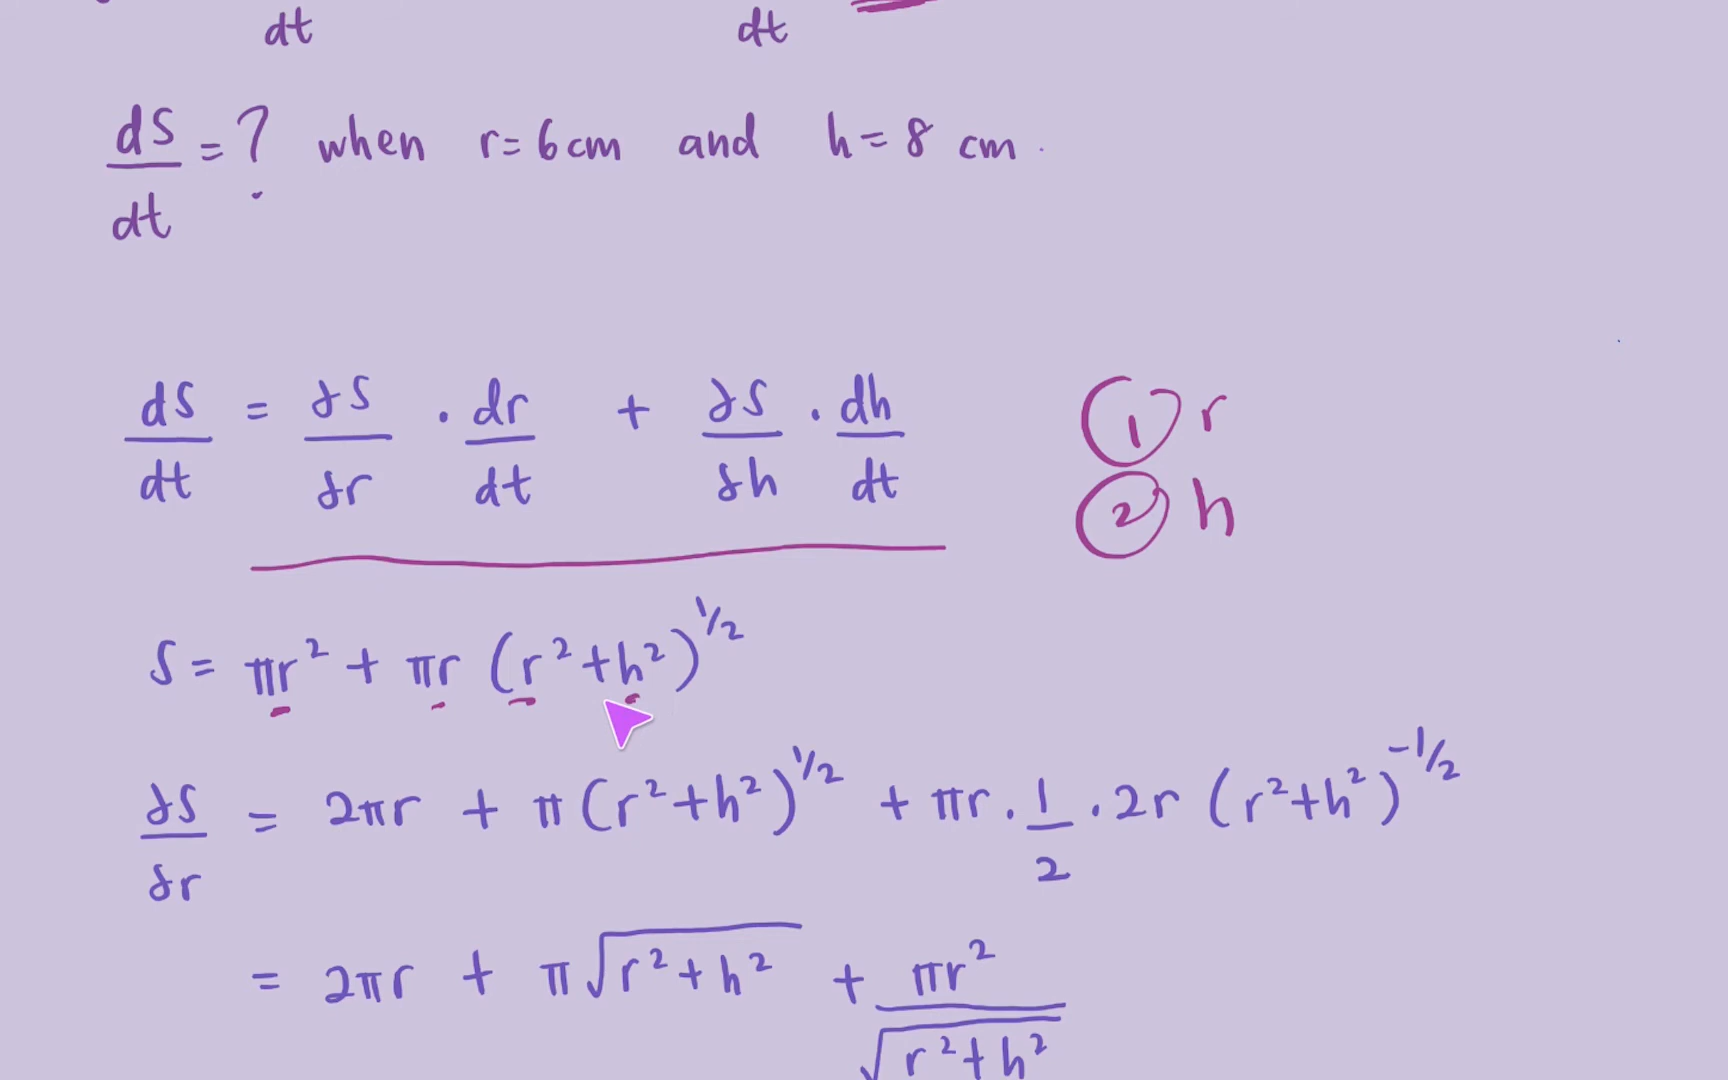 dt dt
dS/dt = ? when r = 6 cm and h = 8 cm.
dS/dt = ∂S/∂r · dr/dt + ∂S/∂h · dh/dt
① r
② h
S = πr² + πr (r² + h²)^1/2
∂S/∂r = 2πr + π(r² + h²)^1/2 + πr · 1/2 · 2r (r² + h²)^-1/2
= 2πr + π√(r² + h²) + πr²/√(r² + h²)